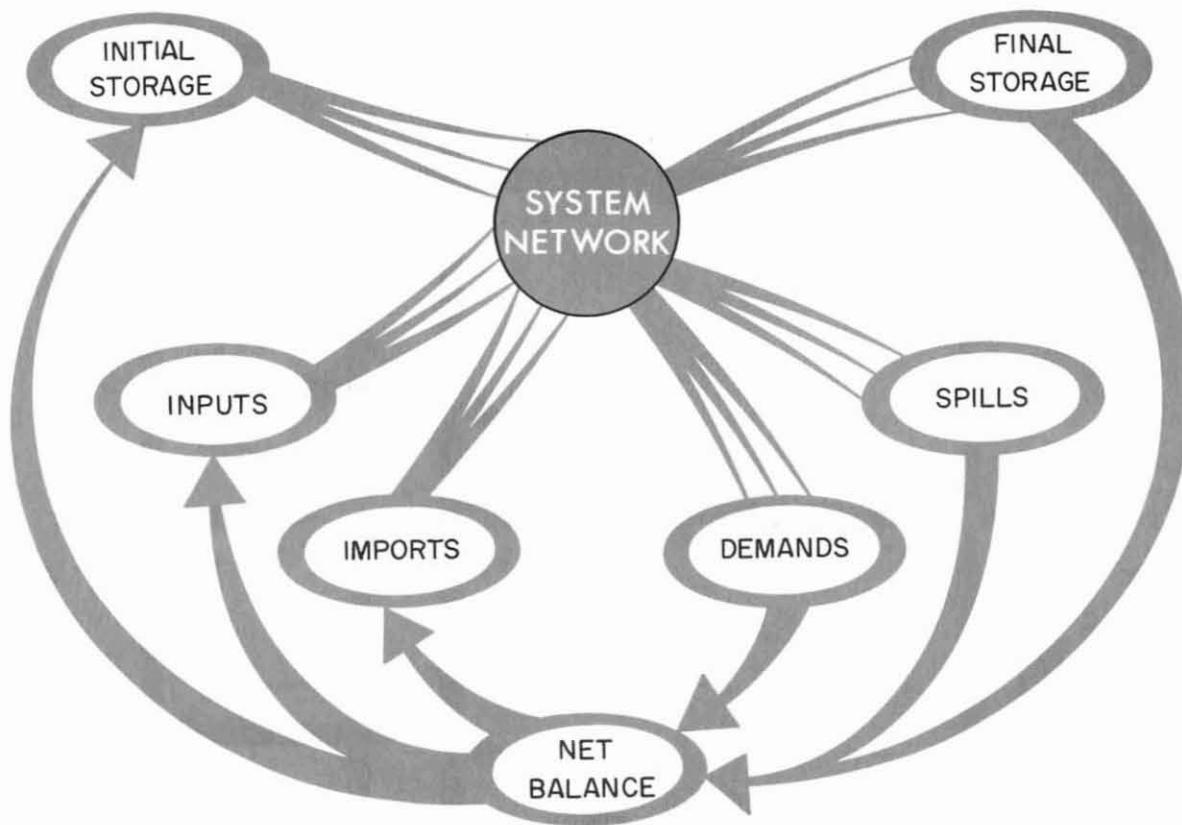 INITIAL
STORAGE
FINAL
STORAGE
SYSTEM
NETWORK
INPUTS
SPILLS
IMPORTS
DEMANDS
NET
BALANCE